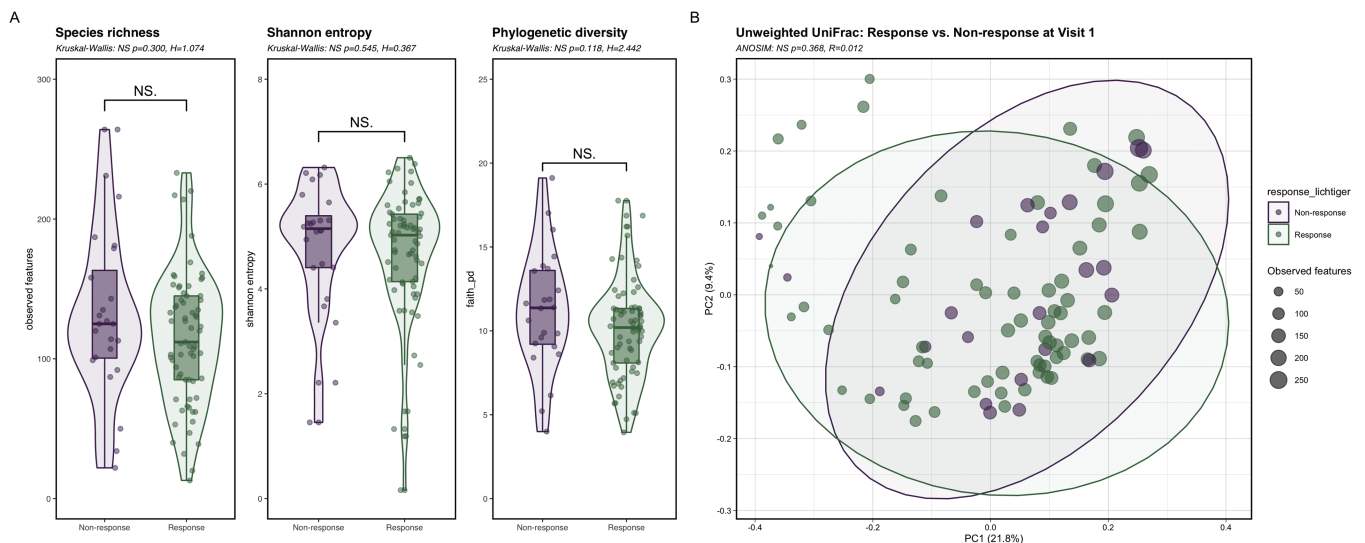 A
Species richness
Kruskal-Wallis: NS p=0.300, H=1.074
observed features
300
200
100
0
NS.
Non-response
Response
Shannon entropy
Kruskal-Wallis: NS p=0.545, H=0.367
shannon entropy
8
6
4
2
0
NS.
Non-response
Response
Phylogenetic diversity
Kruskal-Wallis: NS p=0.118, H=2.442
faith_pd
25
20
15
10
5
0
NS.
Non-response
Response
B
Unweighted UniFrac: Response vs. Non-response at Visit 1
ANOSIM: NS p=0.368, R=0.012
PC2 (9.4%)
0.3
0.2
0.1
0.0
-0.1
-0.2
-0.3
-0.4
-0.2
0.0
0.2
0.4
PC1 (21.8%)
response_lichtiger
Non-response
Response
Observed features
50
100
150
200
250